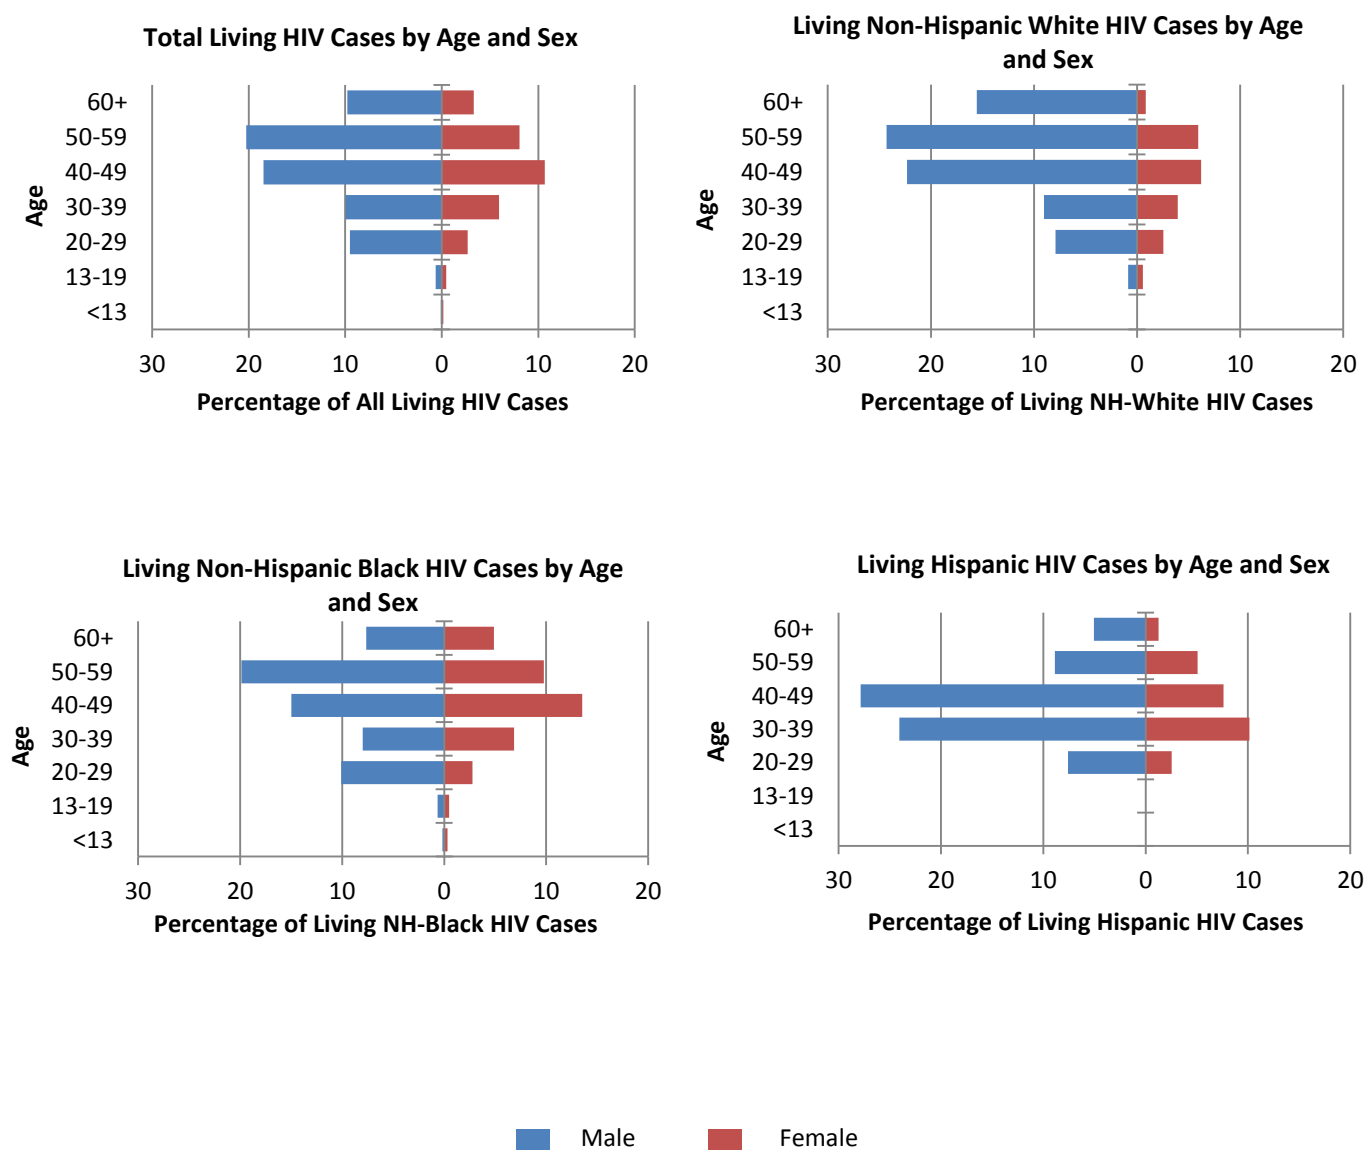 Total Living HIV Cases by Age and Sex
60+
50-59
40-49
30-39
20-29
13-19
<13
Age
30 20 10 0 10 20
Percentage of All Living HIV Cases
Living Non-Hispanic White HIV Cases by Age
and Sex
60+
50-59
40-49
30-39
20-29
13-19
<13
Age
30 20 10 0 10 20
Percentage of Living NH-White HIV Cases
Living Non-Hispanic Black HIV Cases by Age
and Sex
60+
50-59
40-49
30-39
20-29
13-19
<13
Age
30 20 10 0 10 20
Percentage of Living NH-Black HIV Cases
Living Hispanic HIV Cases by Age and Sex
60+
50-59
40-49
30-39
20-29
13-19
<13
Age
30 20 10 0 10 20
Percentage of Living Hispanic HIV Cases
Male Female